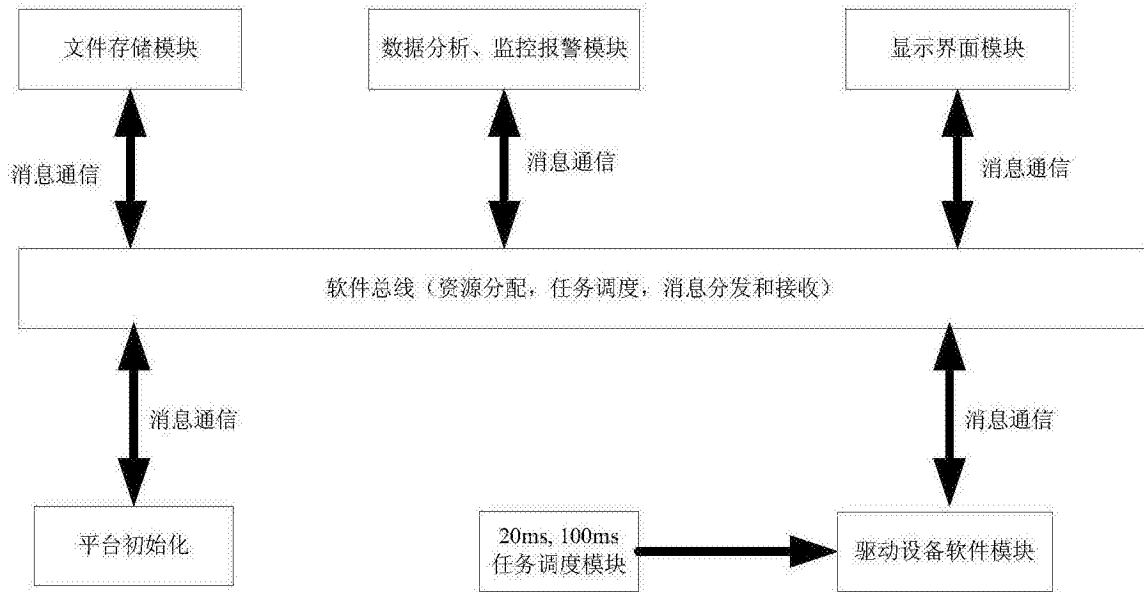 文件存储模块
数据分析、监控报警模块
显示界面模块
消息通信
消息通信
消息通信
软件总线（资源分配，任务调度，消息分发和接收）
消息通信
消息通信
平台初始化
20ms, 100ms
任务调度模块
驱动设备软件模块